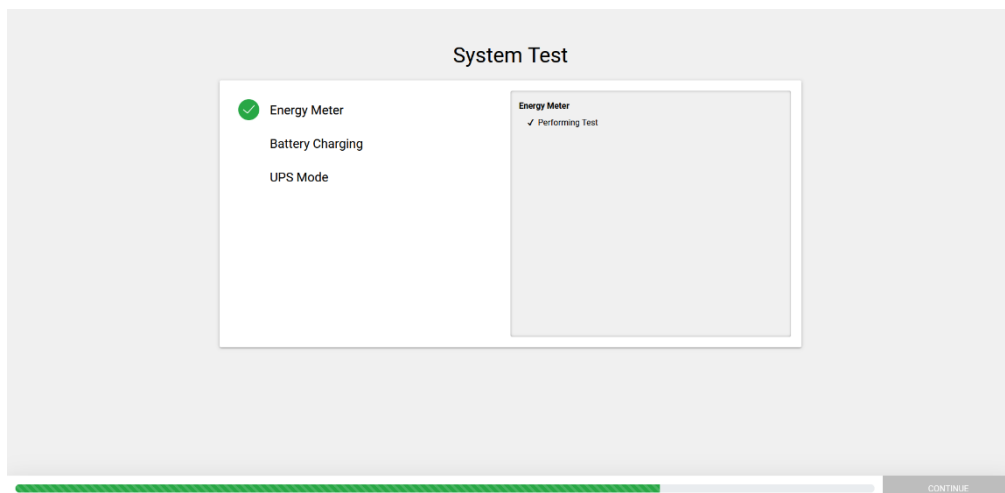 System Test
Energy Meter
Battery Charging
UPS Mode
Energy Meter
✓ Performing Test
CONTINUE